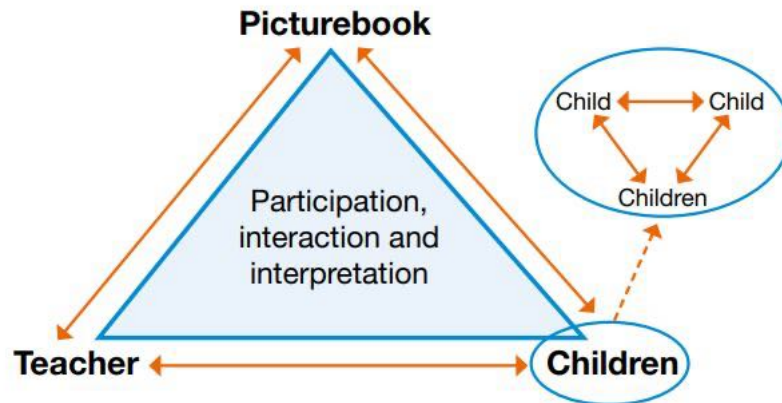 Picturebook
Child
Child
Children
Participation,
interaction and
interpretation
Teacher
Children